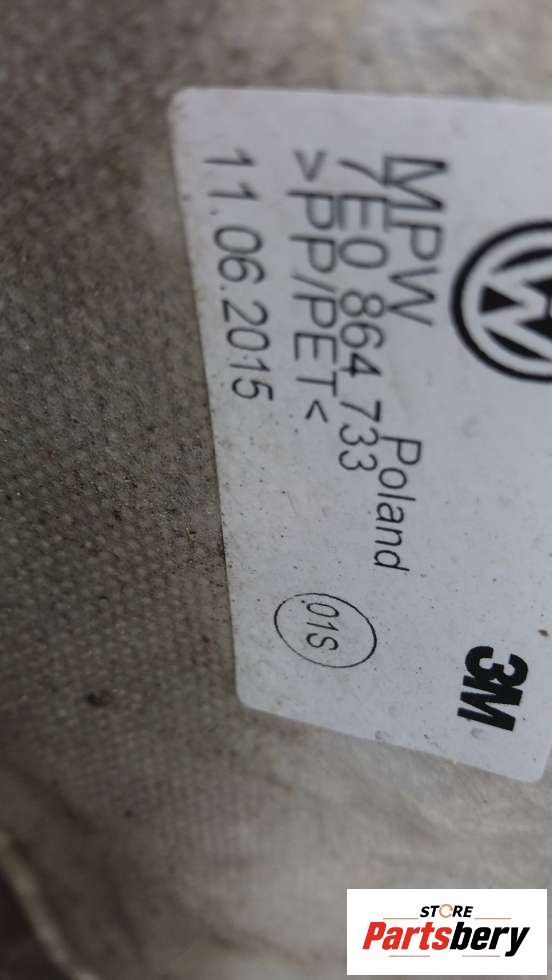 MPW
7E0 864 733
Poland
>PP/PET<
11.06.2015
01S
3M
STORE
Partsbery